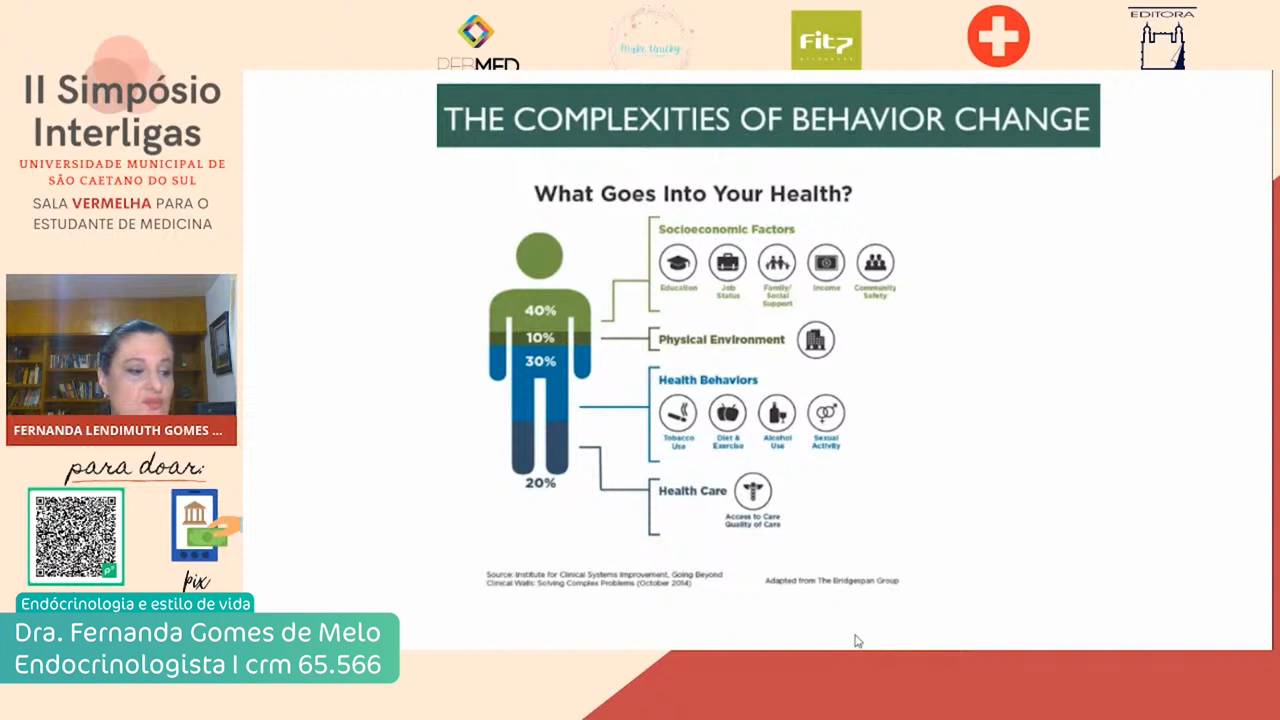 II Simpósio
Interligas
UNIVERSIDADE MUNICIPAL DE
SÃO CAETANO DO SUL
SALA VERMELHA PARA O
ESTUDANTE DE MEDICINA
Make Vauchy
Fit7
EDITORA
THE COMPLEXITIES OF BEHAVIOR CHANGE
What Goes Into Your Health?
40%
10%
30%
20%
Socioeconomic Factors
Education
Job
Status
Family/
Social
Support
Income
Community
Safety
Physical Environment
Health Behaviors
Tobacco
Use
Diet &
Exercise
Alcohol
Use
Sexual
Activity
Health Care
Access to Care
Quality of Care
Source: Institute for Clinical Systems Improvement, Going Beyond
Clinical Walls: Solving Complex Problems (October 2014)
Adapted from The Bridgespan Group
FERNANDA LENDIMUTH GOMES ...
para doar:
pix
Endócrinologia e estilo de vida
Dra. Fernanda Gomes de Melo
Endocrinologista I crm 65.566